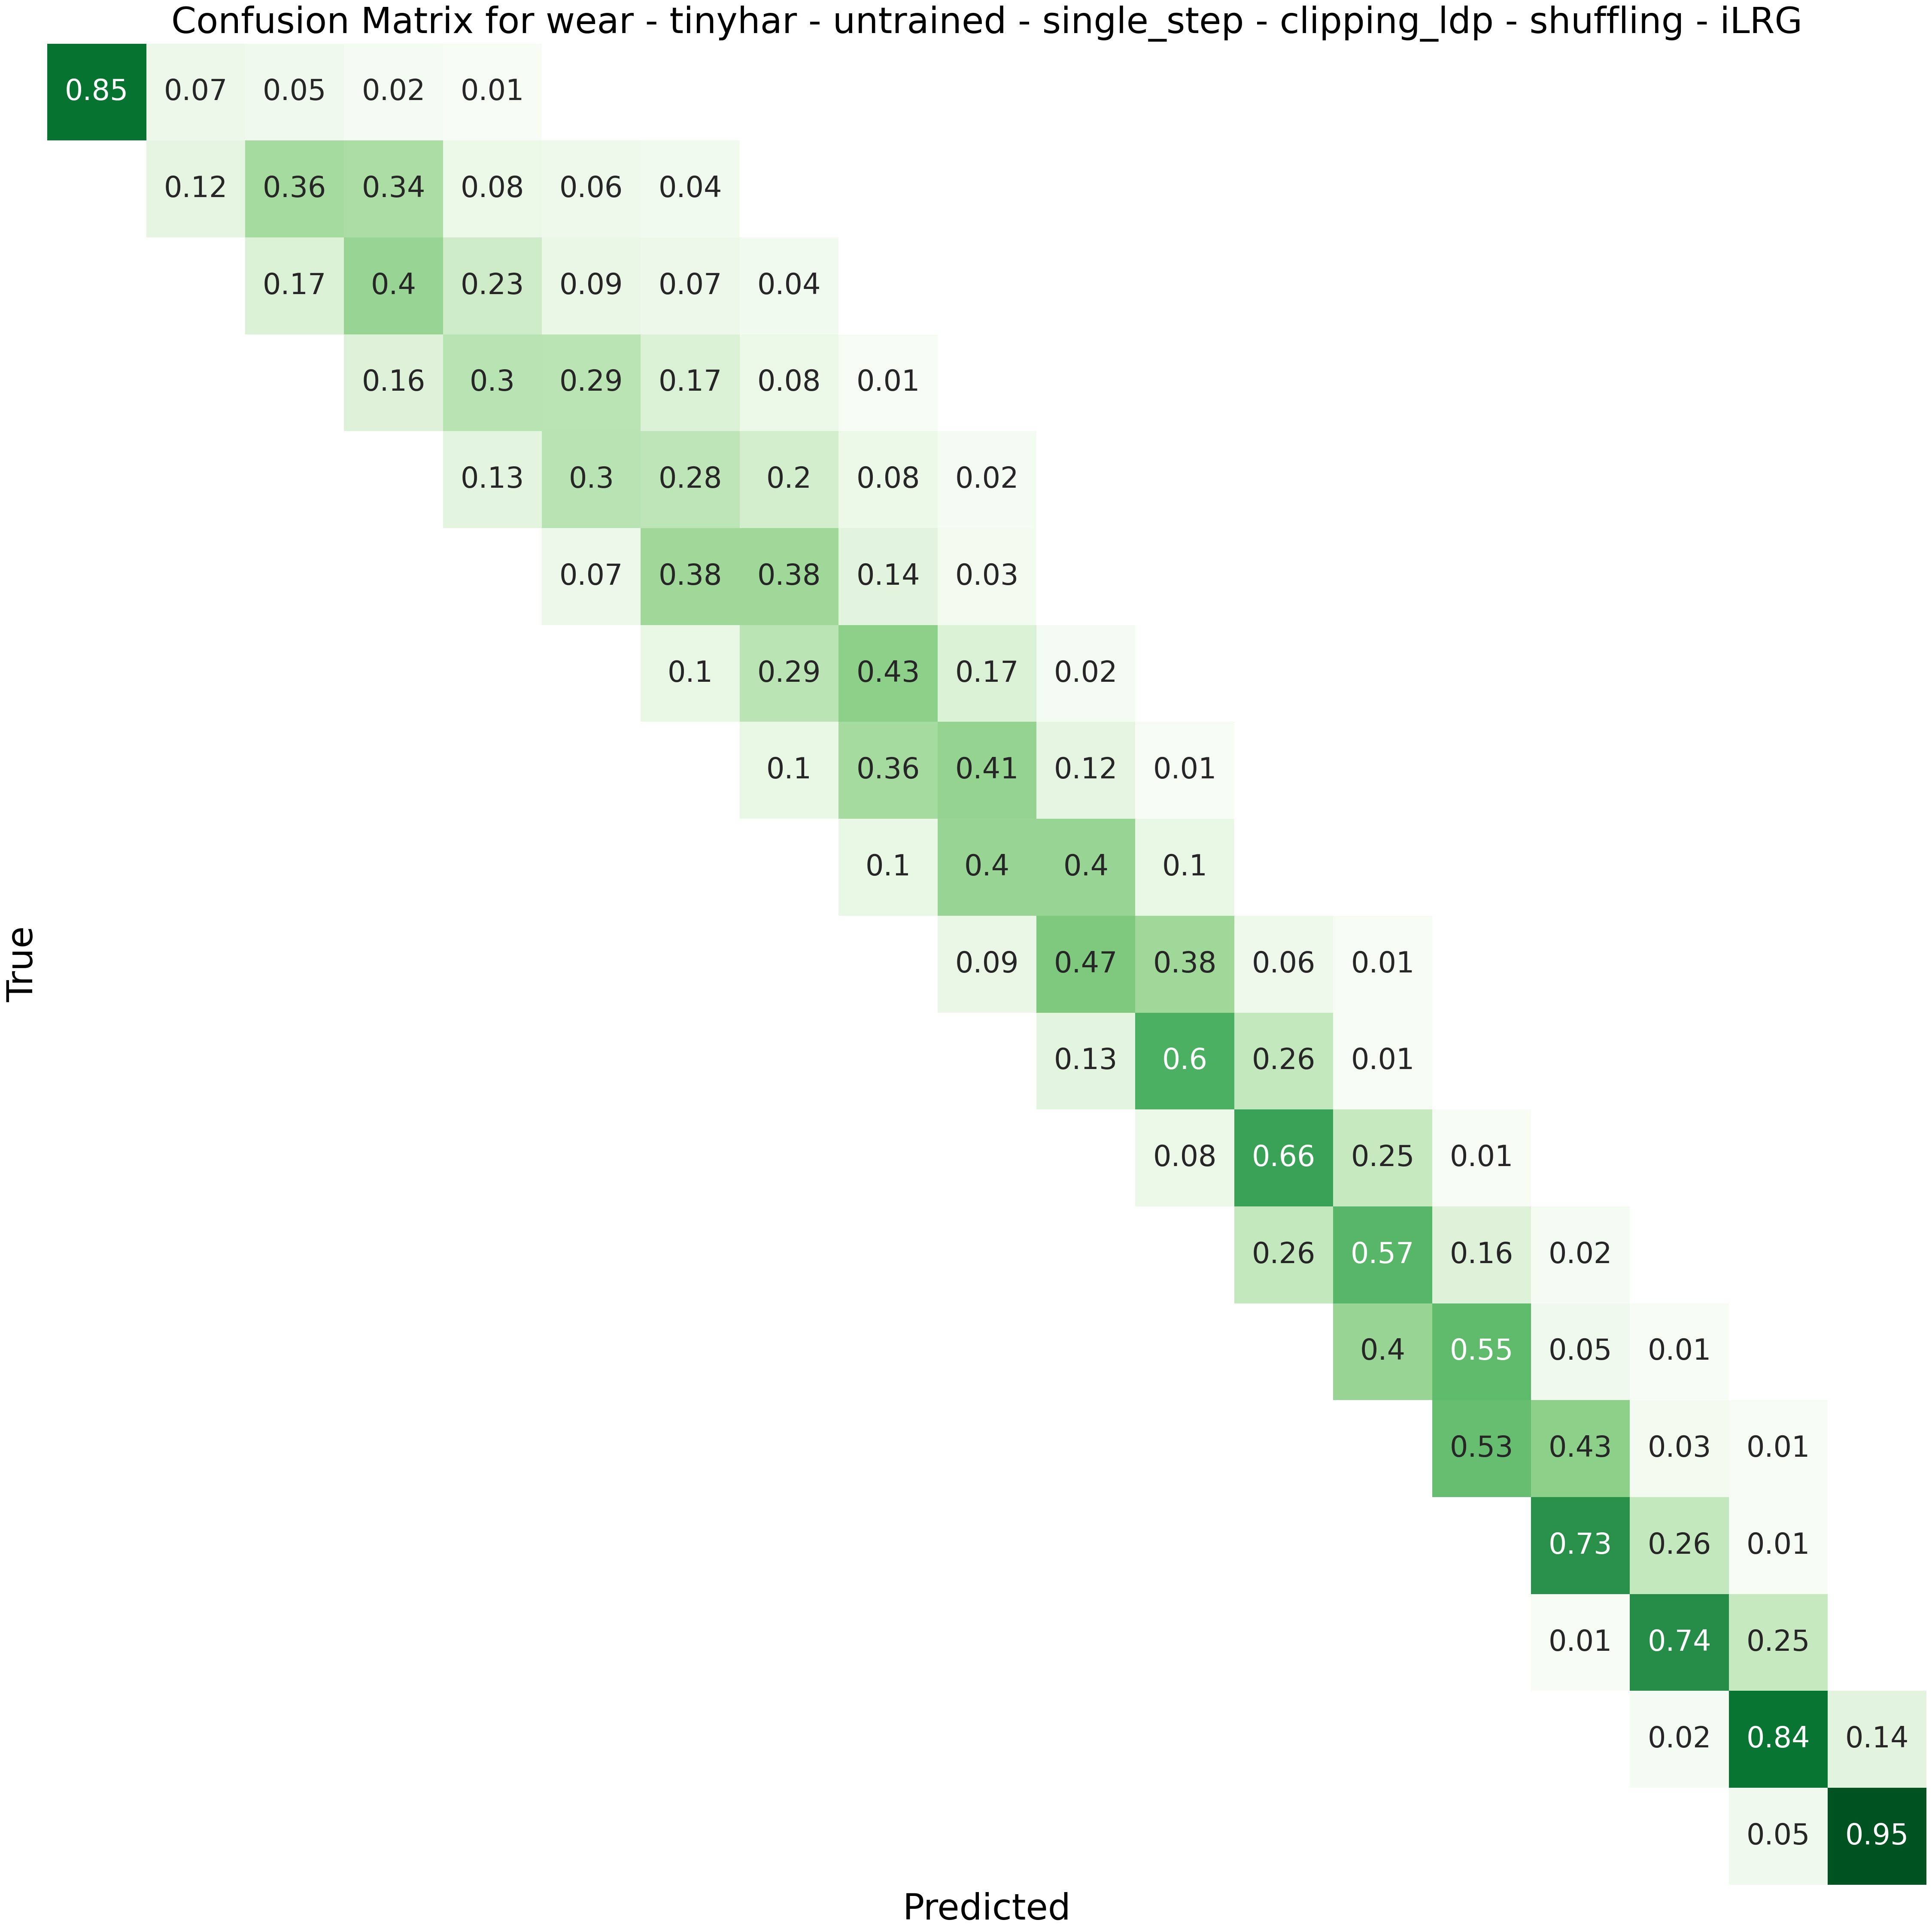 Confusion Matrix for wear - tinyhar - untrained - single_step - clipping_ldp - shuffling - iLRG
0.85 0.07 0.05 0.02 0.01
0.12 0.36 0.34 0.08 0.06 0.04
0.17 0.4 0.23 0.09 0.07 0.04
0.16 0.3 0.29 0.17 0.08 0.01
0.13 0.3 0.28 0.2 0.08 0.02
0.07 0.38 0.38 0.14 0.03
0.1 0.29 0.43 0.17 0.02
0.1 0.36 0.41 0.12 0.01
0.1 0.4 0.4 0.1
True
0.09 0.47 0.38 0.06 0.01
0.13 0.6 0.26 0.01
0.08 0.66 0.25 0.01
0.26 0.57 0.16 0.02
0.4 0.55 0.05 0.01
0.53 0.43 0.03 0.01
0.73 0.26 0.01
0.01 0.74 0.25
0.02 0.84 0.14
0.05 0.95
Predicted